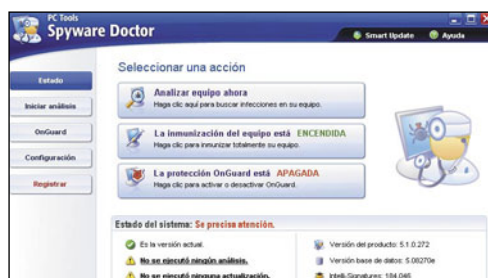 PC Tools
Spyware Doctor
Smart Update
Ayuda
Estado
Iniciar análisis
OnGuard
Configuración
Registrar
Seleccionar una acción
Analizar equipo ahora
Haga clic aquí para buscar infecciones en su equipo.
La inmunización del equipo está ENCENDIDA
Haga clic para inmunizar totalmente su equipo.
La protección OnGuard está APAGADA
Haga clic para activar o desactivar OnGuard.
Estado del sistema: Se precisa atención.
Es la versión actual.
Versión del producto: 5.1.0.272
No se ejecutó ningún análisis.
Versión base de datos: 5.08270e
No se ejecutó ninguna actualización.
Intelli-Signatures: 184.046